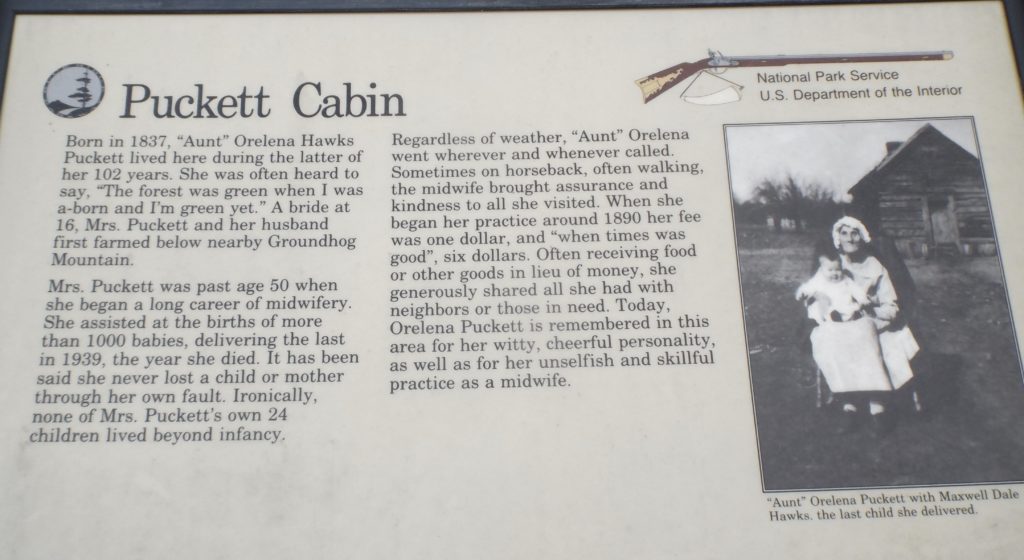 Puckett Cabin
National Park Service
U.S. Department of the Interior
Born in 1837, “Aunt” Orelena Hawks
Puckett lived here during the latter of
her 102 years. She was often heard to
say, “The forest was green when I was
a-born and I’m green yet.” A bride at
16, Mrs. Puckett and her husband
first farmed below nearby Groundhog
Mountain.
Mrs. Puckett was past age 50 when
she began a long career of midwifery.
She assisted at the births of more
than 1000 babies, delivering the last
in 1939, the year she died. It has been
said she never lost a child or mother
through her own fault. Ironically,
none of Mrs. Puckett’s own 24
children lived beyond infancy.
Regardless of weather, “Aunt” Orelena
went wherever and whenever called.
Sometimes on horseback, often walking,
the midwife brought assurance and
kindness to all she visited. When she
began her practice around 1890 her fee
was one dollar, and “when times was
good”, six dollars. Often receiving food
or other goods in lieu of money, she
generously shared all she had with
neighbors or those in need. Today,
Orelena Puckett is remembered in this
area for her witty, cheerful personality,
as well as for her unselfish and skillful
practice as a midwife.
“Aunt” Orelena Puckett with Maxwell Dale
Hawks, the last child she delivered.